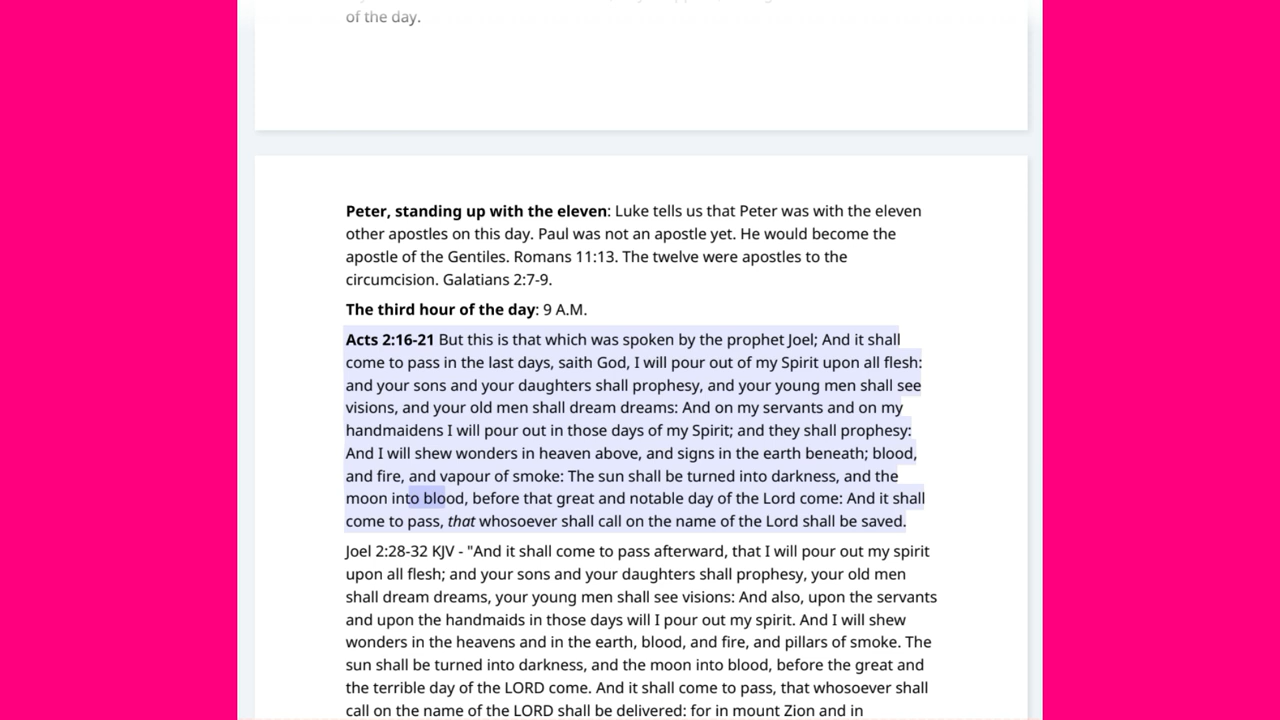 of the day.
Peter, standing up with the eleven: Luke tells us that Peter was with the eleven
other apostles on this day. Paul was not an apostle yet. He would become the
apostle of the Gentiles. Romans 11:13. The twelve were apostles to the
circumcision. Galatians 2:7-9.
The third hour of the day: 9 A.M.
Acts 2:16-21 But this is that which was spoken by the prophet Joel; And it shall
come to pass in the last days, saith God, I will pour out of my Spirit upon all flesh:
and your sons and your daughters shall prophesy, and your young men shall see
visions, and your old men shall dream dreams: And on my servants and on my
handmaidens I will pour out in those days of my Spirit; and they shall prophesy:
And I will shew wonders in heaven above, and signs in the earth beneath; blood,
and fire, and vapour of smoke: The sun shall be turned into darkness, and the
moon into blood, before that great and notable day of the Lord come: And it shall
come to pass, that whosoever shall call on the name of the Lord shall be saved.
Joel 2:28-32 KJV - "And it shall come to pass afterward, that I will pour out my spirit
upon all flesh; and your sons and your daughters shall prophesy, your old men
shall dream dreams, your young men shall see visions: And also, upon the servants
and upon the handmaids in those days will I pour out my spirit. And I will shew
wonders in the heavens and in the earth, blood, and fire, and pillars of smoke. The
sun shall be turned into darkness, and the moon into blood, before the great and
the terrible day of the LORD come. And it shall come to pass, that whosoever shall
call on the name of the LORD shall be delivered: for in mount Zion and in